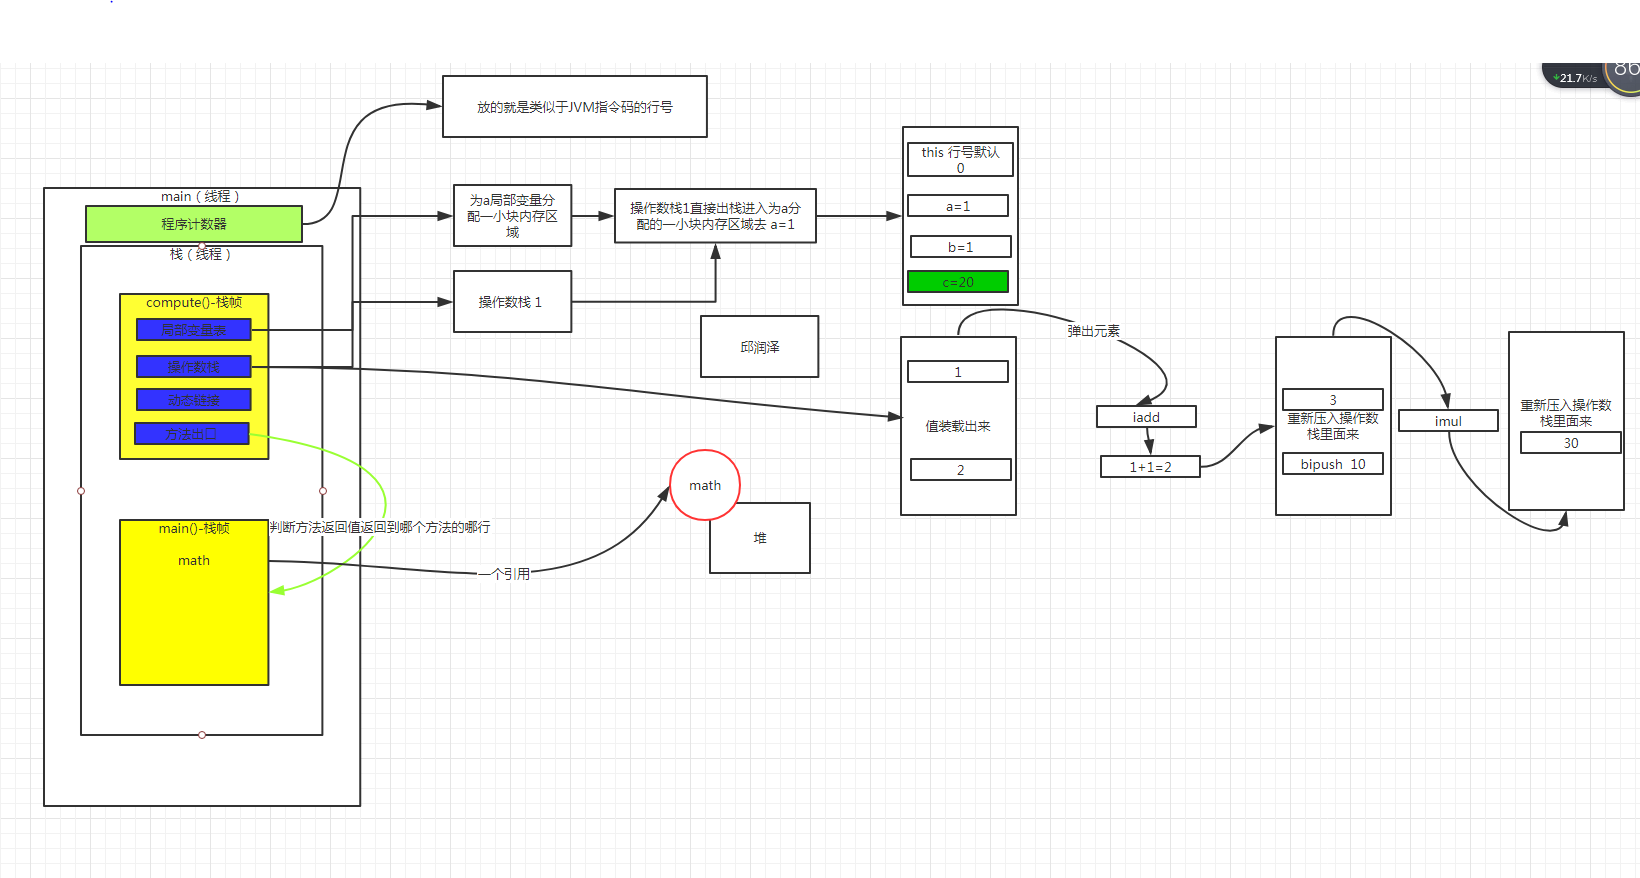 21.7K/s
86
放的就是类似于JVM指令码的行号
main（线程）
程序计数器
栈（线程）
compute()-栈帧
局部变量表
操作数栈
动态链接
方法出口
main()-栈帧
math
判断方法返回值返回到哪个方法的哪行
一个引用
为a局部变量分
配一小块内存区
域
操作数栈 1
操作数栈1直接出栈进入为a分
配的一小块内存区域去 a=1
邱润泽
math
堆
this 行号默认
0
a=1
b=1
c=20
1
值装载出来
2
弹出元素
iadd
1+1=2
3
重新压入操作数
栈里面来
bipush  10
imul
重新压入操作数
栈里面来
30